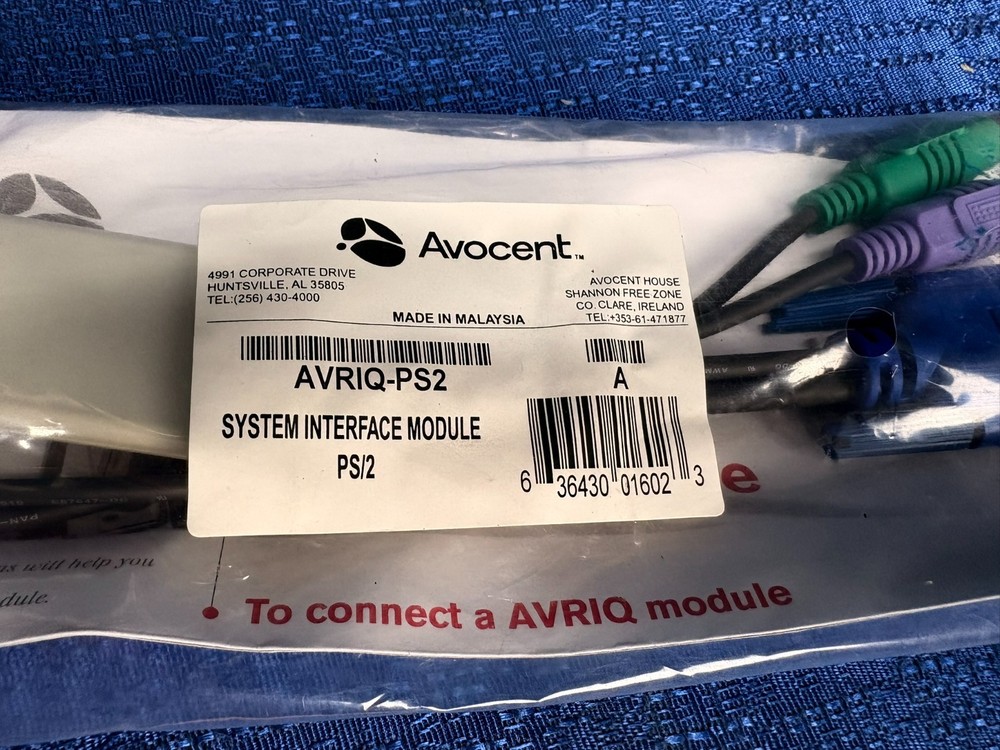 Avocent™
4991 CORPORATE DRIVE
HUNTSVILLE, AL 35805
TEL:(256) 430-4000
AVOCENT HOUSE
SHANNON FREE ZONE
CO. CLARE, IRELAND
TEL:+353-61-471877
MADE IN MALAYSIA
AVRIQ-PS2
A
SYSTEM INTERFACE MODULE
PS/2
6 36430 01602 3
e
as will help you
dule.
To connect a AVRIQ module